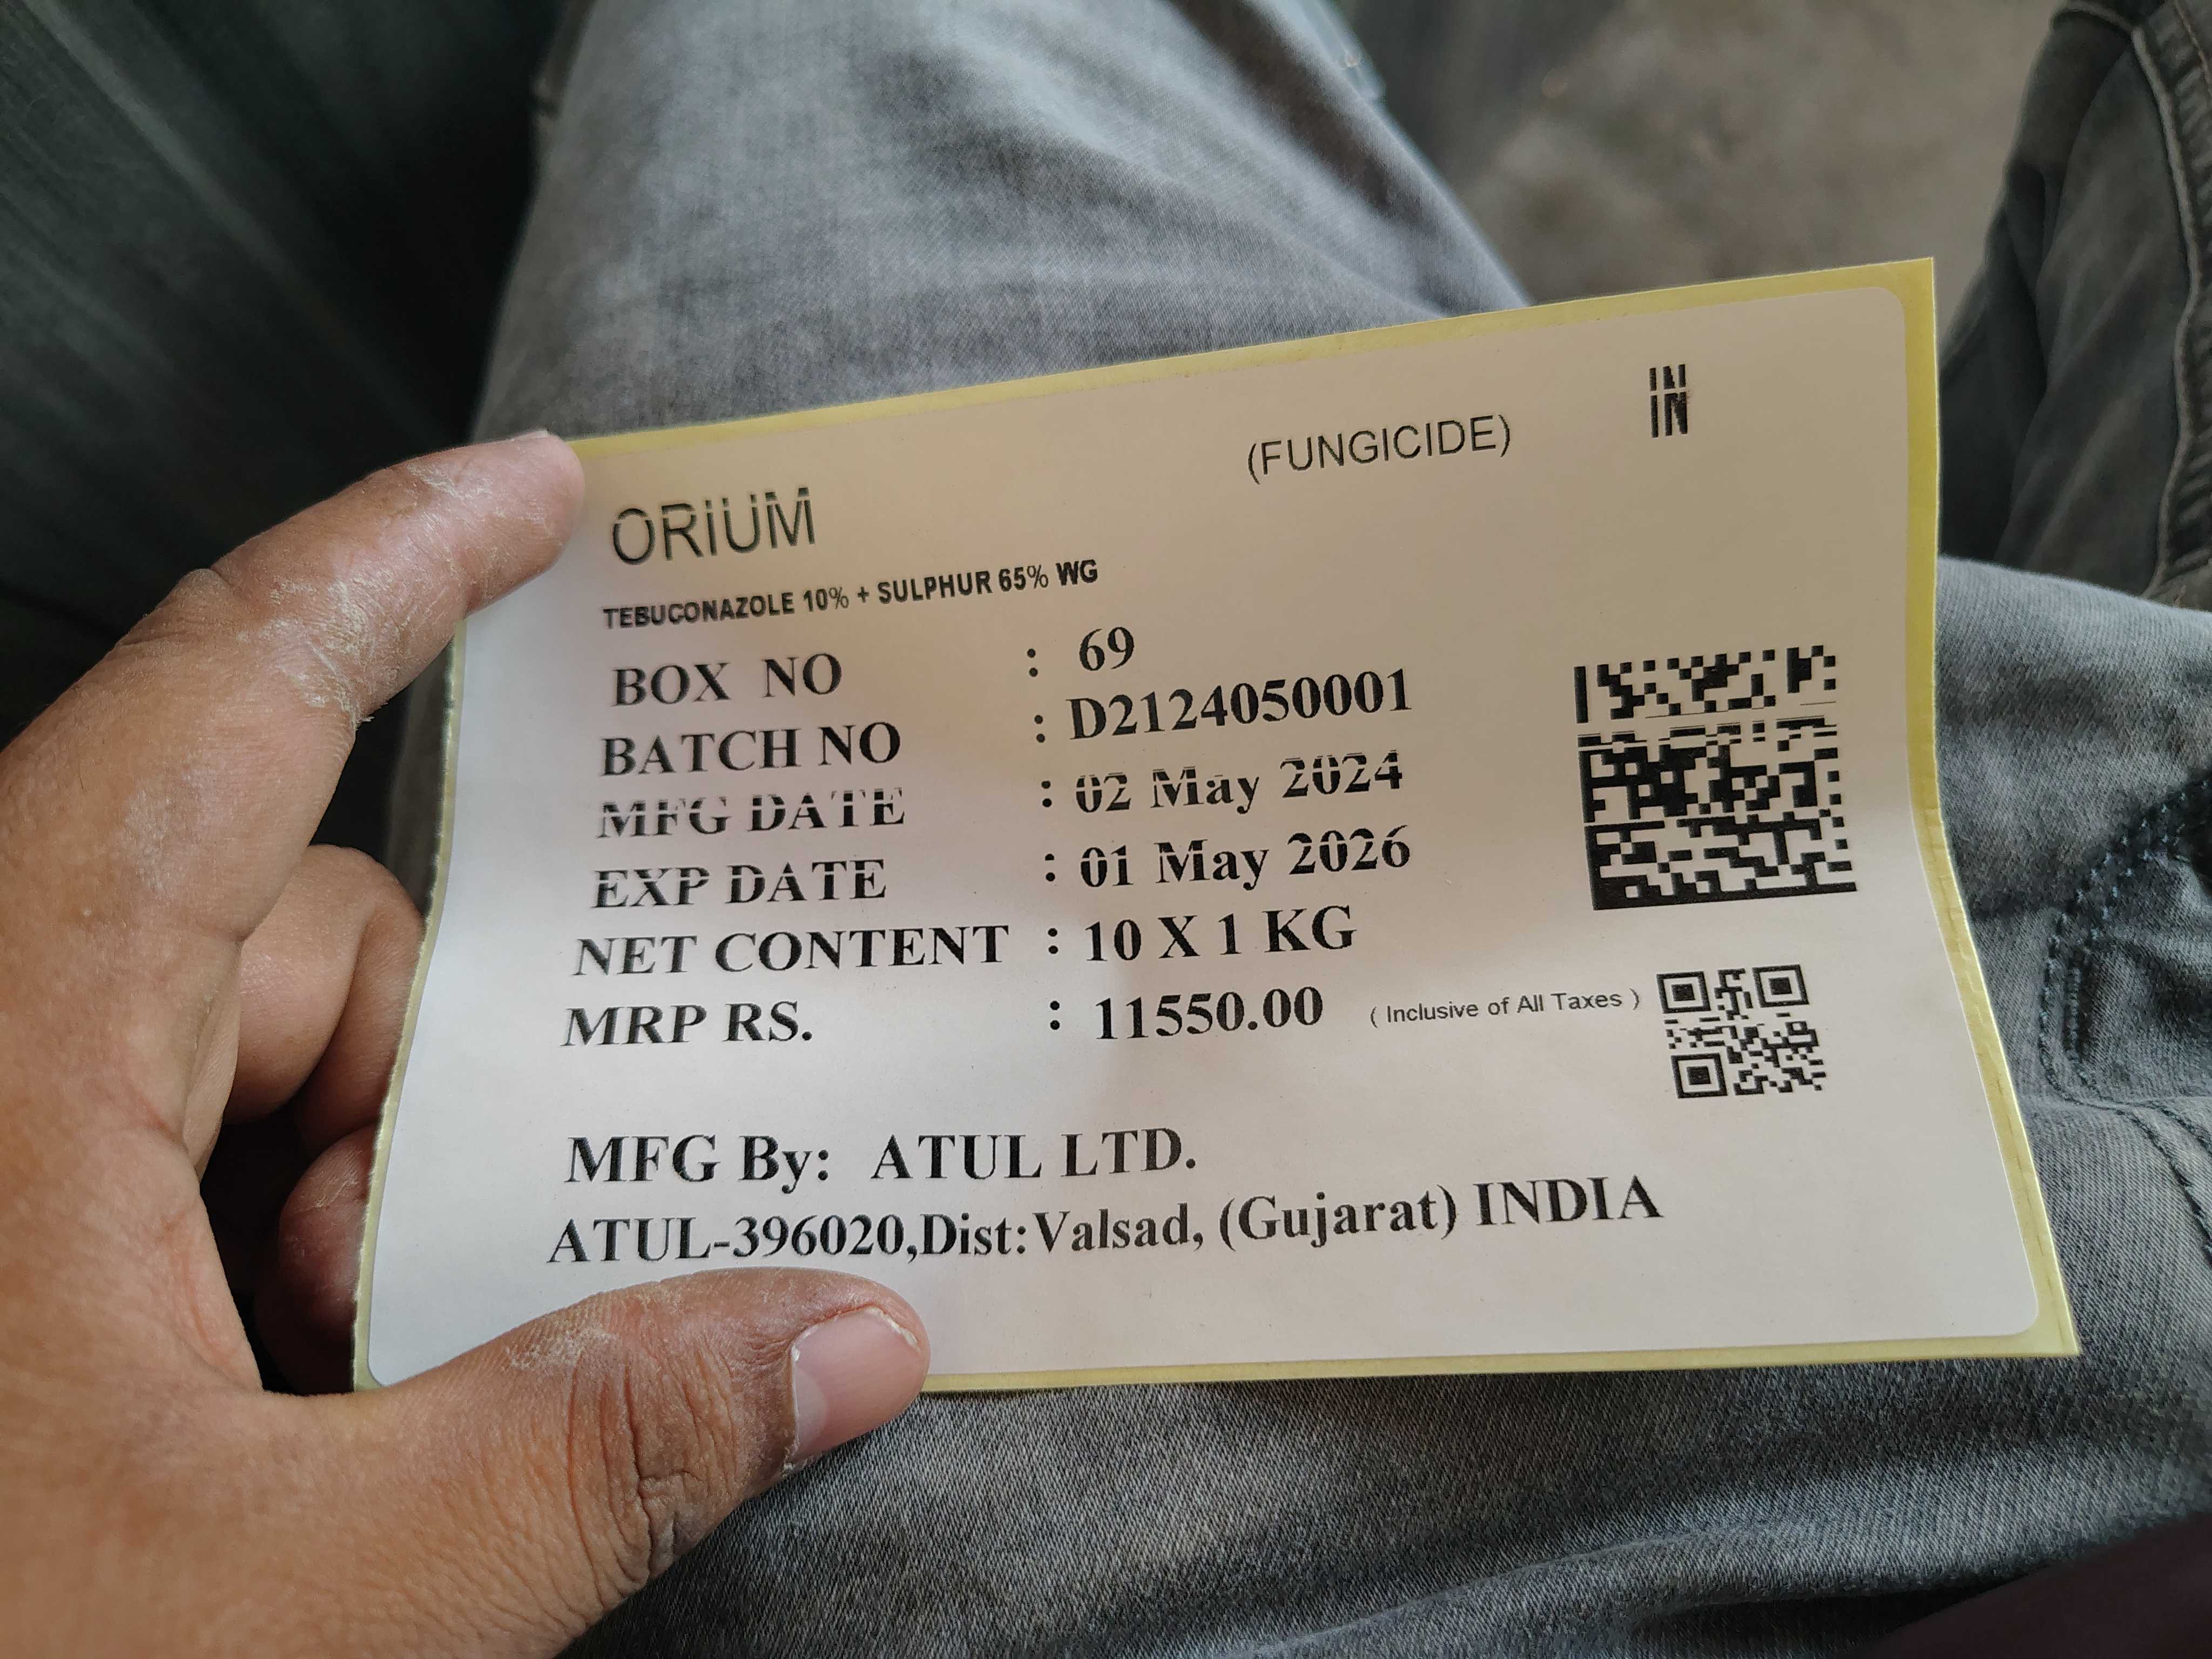 (FUNGICIDE)
IN
ORIUM
TEBUCONAZOLE 10% + SULPHUR 65% WG
BOX NO : 69
BATCH NO : D2124050001
MFG DATE : 02 May 2024
EXP DATE : 01 May 2026
NET CONTENT : 10 X 1 KG
MRP RS. : 11550.00 ( Inclusive of All Taxes )
MFG By: ATUL LTD.
ATUL-396020,Dist:Valsad, (Gujarat) INDIA